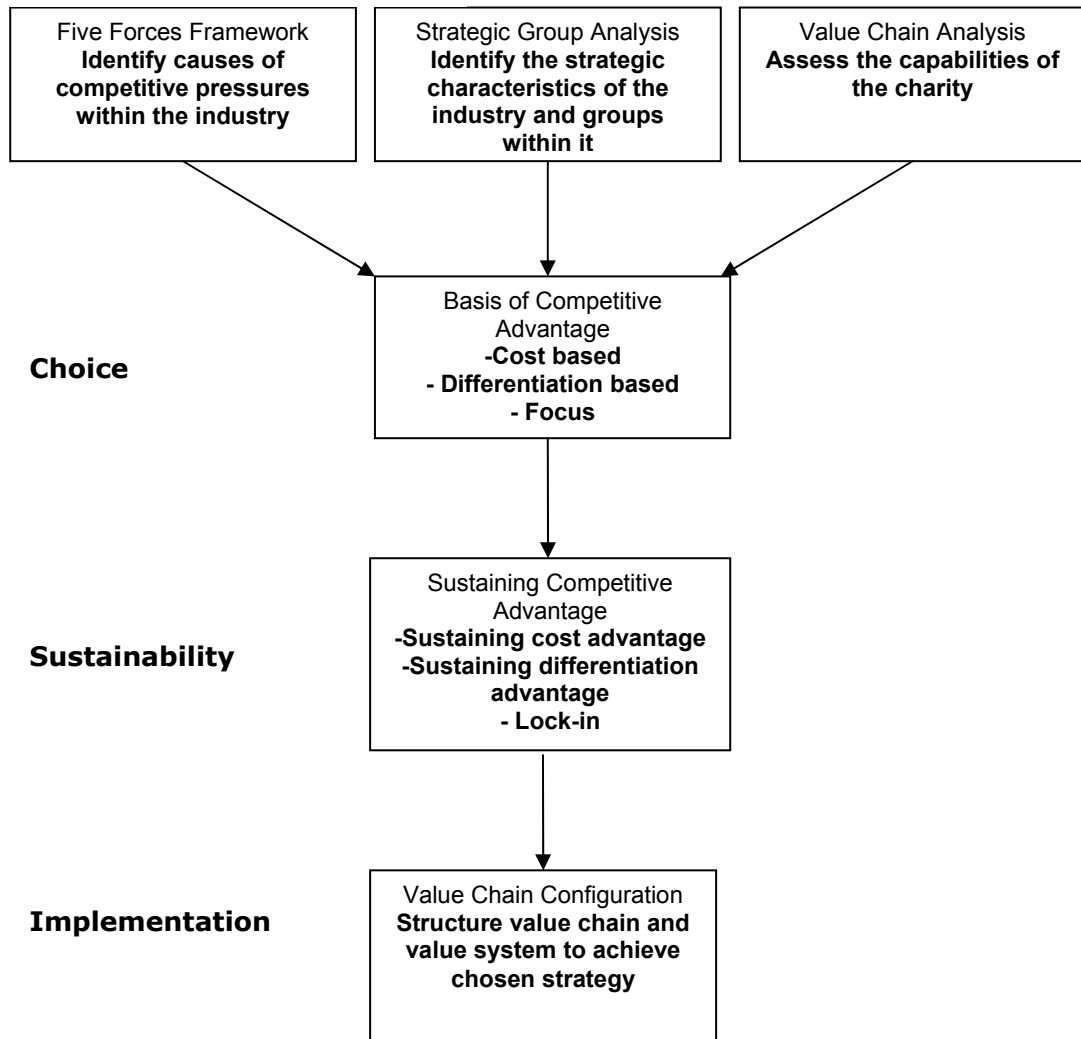 Five Forces Framework
Identify causes of
competitive pressures
within the industry
Strategic Group Analysis
Identify the strategic
characteristics of the
industry and groups
within it
Value Chain Analysis
Assess the capabilities of
the charity
Choice
Basis of Competitive
Advantage
-Cost based
- Differentiation based
- Focus
Sustainability
Sustaining Competitive
Advantage
-Sustaining cost advantage
-Sustaining differentiation
advantage
- Lock-in
Implementation
Value Chain Configuration
Structure value chain and
value system to achieve
chosen strategy